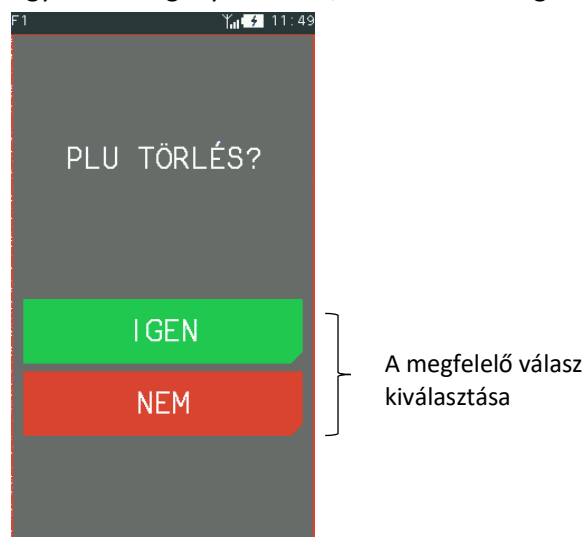 F1 11:49
PLU TÖRLÉS?
IGEN
NEM
A megfelelő válasz
kiválasztása